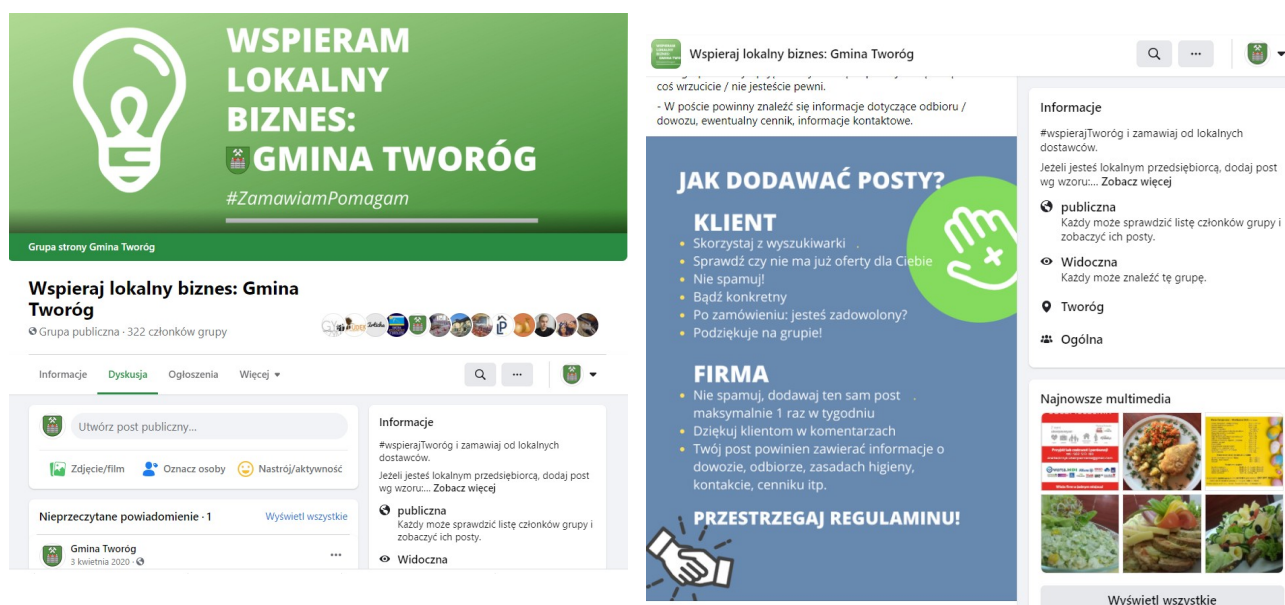 WSPIERAM
LOKALNY
BIZNES:
GMINA TWORÓG
#ZamawiamPomagam
Grupa strony Gmina Tworóg
Wspieraj lokalny biznes: Gmina
Tworóg
Grupa publiczna · 322 członków grupy
Informacje Dyskusja Ogłoszenia Więcej
Utwórz post publiczny...
Zdjęcie/film Oznacz osoby Nastrój/aktywność
Nieprzeczytane powiadomienie · 1 Wyświetl wszystkie
Gmina Tworóg
3 kwietnia 2020 ·
Informacje
#wspierajTworóg i zamawiaj od lokalnych
dostawców.
Jeżeli jesteś lokalnym przedsiębiorcą, dodaj post
wg wzoru:... Zobacz więcej
publiczna
Każdy może sprawdzić listę członków grupy i
zobaczyć ich posty.
Widoczna
Wspieraj lokalny biznes: Gmina Tworóg
coś wrzucicie / nie jesteście pewni.
- W poście powinny znaleźć się informacje dotyczące odbioru /
dowozu, ewentualny cennik, informacje kontaktowe.
JAK DODAWAĆ POSTY?
KLIENT
Skorzystaj z wyszukiwarki .
Sprawdź czy nie ma już oferty dla Ciebie
Nie spamuj!
Bądź konkretny
Po zamówieniu: jesteś zadowolony?
Podziękuje na grupie!
FIRMA
Nie spamuj, dodawaj ten sam post .
maksymalnie 1 raz w tygodniu
Dziękuj klientom w komentarzach
Twój post powinien zawierać informacje o
dowozie, odbiorze, zasadach higieny,
kontakcie, cenniku itp.
PRZESTRZEGAJ REGULAMINU!
Informacje
#wspierajTworóg i zamawiaj od lokalnych
dostawców.
Jeżeli jesteś lokalnym przedsiębiorcą, dodaj post
wg wzoru:... Zobacz więcej
publiczna
Każdy może sprawdzić listę członków grupy i
zobaczyć ich posty.
Widoczna
Każdy może znaleźć tę grupę.
Tworóg
Ogólna
Najnowsze multimedia
Wyświetl wszystkie